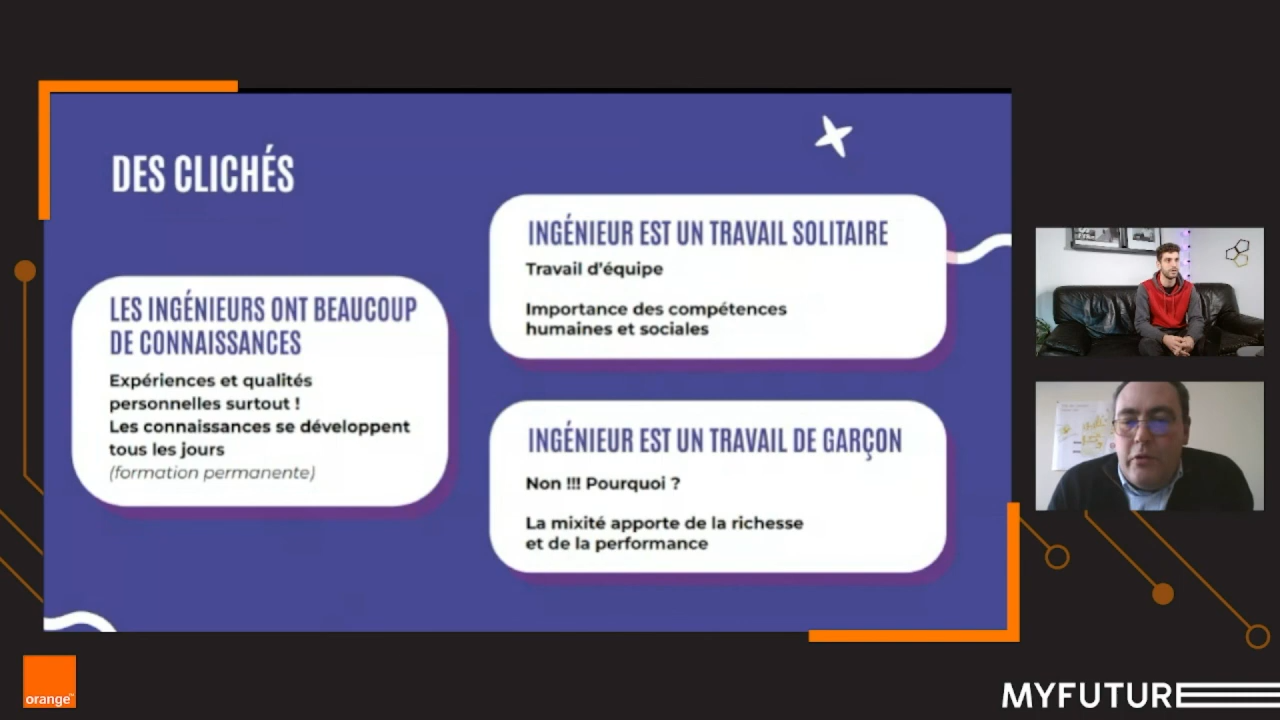 DES CLICHÉS
LES INGÉNIEURS ONT BEAUCOUP
DE CONNAISSANCES
Expériences et qualités
personnelles surtout !
Les connaissances se développent
tous les jours
(formation permanente)
INGÉNIEUR EST UN TRAVAIL SOLITAIRE
Travail d'équipe
Importance des compétences
humaines et sociales
INGÉNIEUR EST UN TRAVAIL DE GARÇON
Non !!! Pourquoi ?
La mixité apporte de la richesse
et de la performance
orange™
MYFUTURE